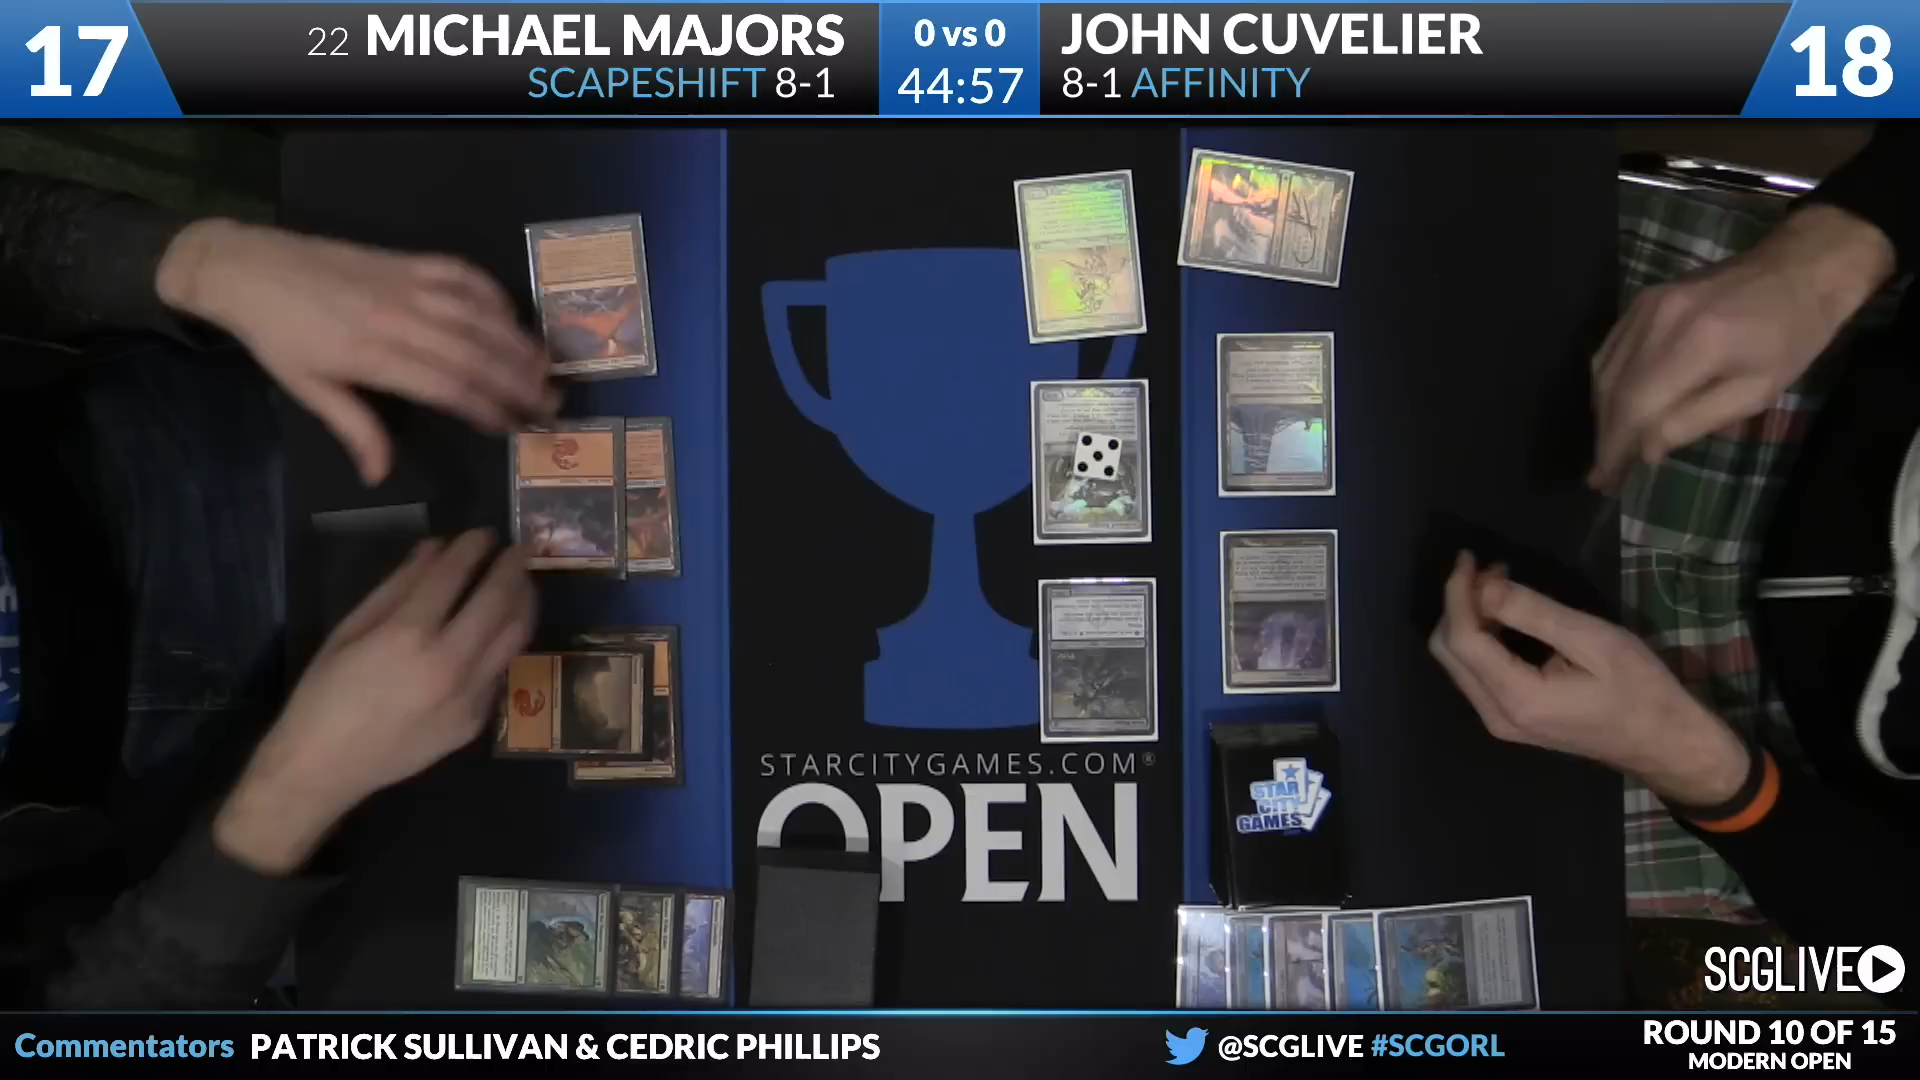 17
22 MICHAEL MAJORS
SCAPESHIFT 8-1
0 vs 0
44:57
JOHN CUVELIER
8-1 AFFINITY
18
STARCITYGAMES.COM®
OPEN
STAR
CITY
GAMES
SCGLIVE
Commentators PATRICK SULLIVAN & CEDRIC PHILLIPS
@SCGLIVE #SCGORL
ROUND 10 OF 15
MODERN OPEN